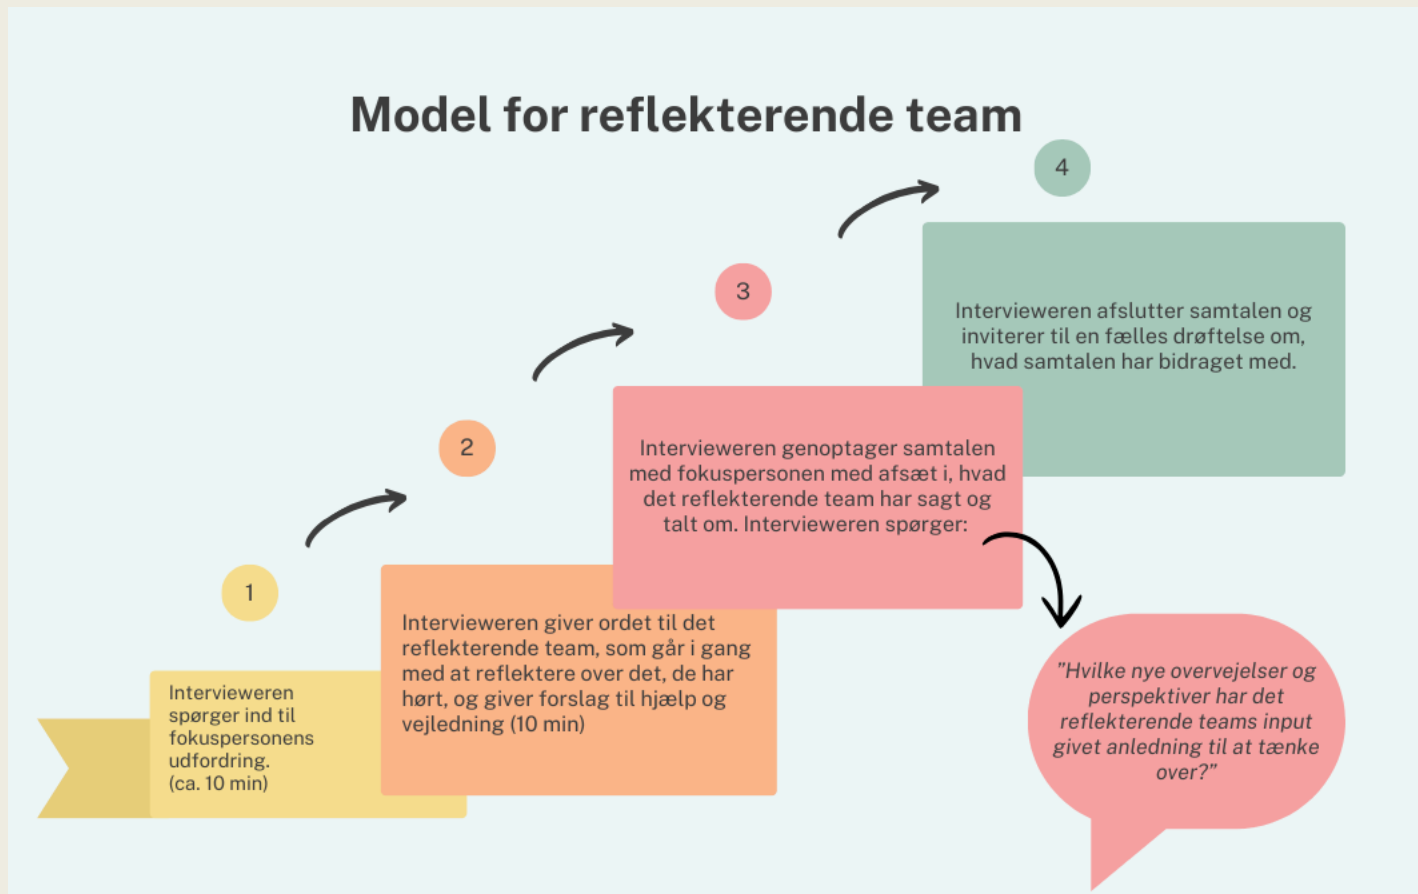 Model for reflekterende team
1
Intervieweren
spørger ind til
fokuspersonens
udfordring.
(ca. 10 min)
2
Intervieweren giver ordet til det
reflekterende team, som går i gang
med at reflektere over det, de har
hørt, og giver forslag til hjælp og
vejledning (10 min)
3
Intervieweren genoptager samtalen
med fokuspersonen med afsæt i, hvad
det reflekterende team har sagt og
talt om. Intervieweren spørger:
”Hvilke nye overvejelser og
perspektiver har det
reflekterende teams input
givet anledning til at tænke
over?”
4
Intervieweren afslutter samtalen og
inviterer til en fælles drøftelse om,
hvad samtalen har bidraget med.